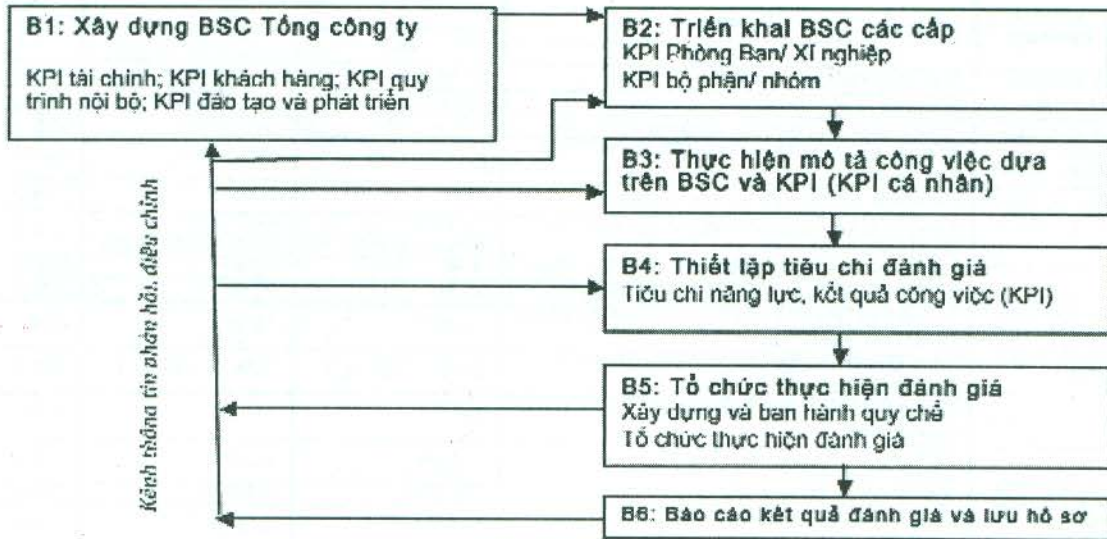 B1: Xây dựng BSC Tổng công ty
KPI tài chính; KPI khách hàng; KPI quy
trình nội bộ; KPI đào tạo và phát triển
B2: Triển khai BSC các cấp
KPI Phòng Ban/ Xí nghiệp
KPI bộ phận/ nhóm
B3: Thực hiện mô tả công việc dựa
trên BSC và KPI (KPI cá nhân)
B4: Thiết lập tiêu chí đánh giá
Tiêu chí năng lực, kết quả công việc (KPI)
B5: Tổ chức thực hiện đánh giá
Xây dựng và ban hành quy chế
Tổ chức thực hiện đánh giá
B6: Báo cáo kết quả đánh giá và lưu hồ sơ
Kênh thông tin phản hồi, điều chỉnh